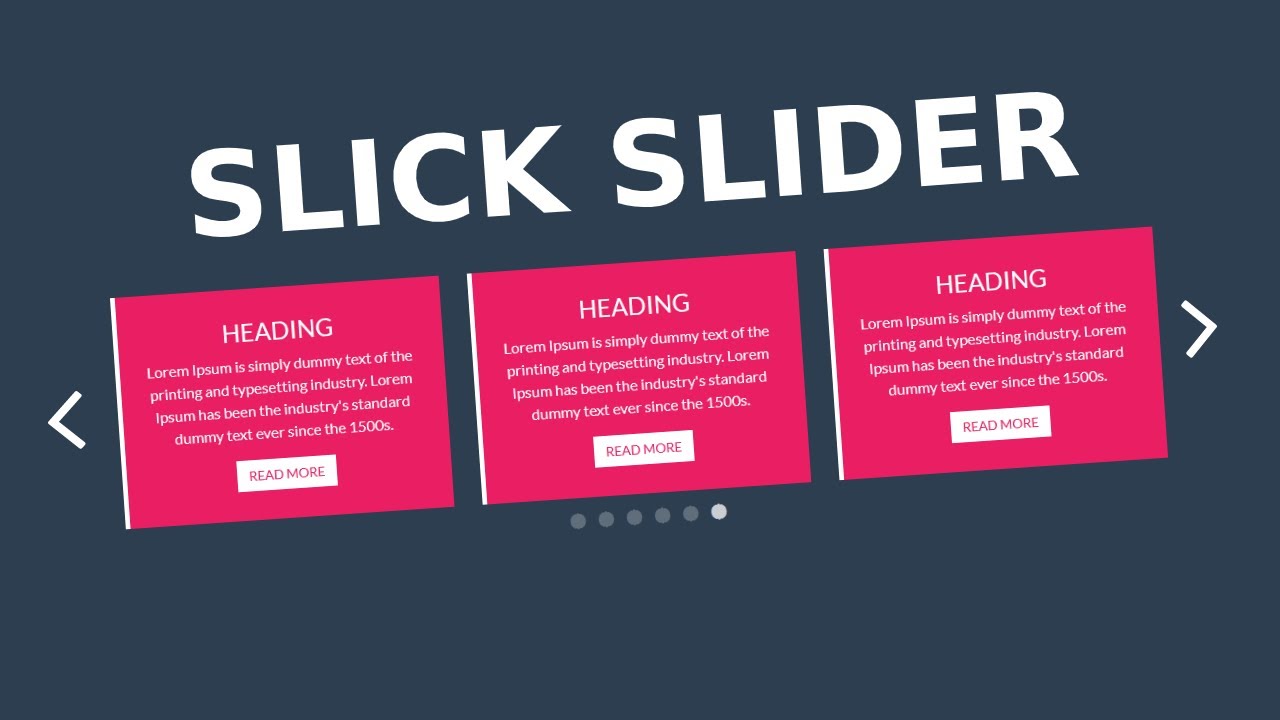 SLICK SLIDER
HEADING
Lorem Ipsum is simply dummy text of the
printing and typesetting industry. Lorem
Ipsum has been the industry's standard
dummy text ever since the 1500s.
READ MORE
HEADING
Lorem Ipsum is simply dummy text of the
printing and typesetting industry. Lorem
Ipsum has been the industry's standard
dummy text ever since the 1500s.
READ MORE
HEADING
Lorem Ipsum is simply dummy text of the
printing and typesetting industry. Lorem
Ipsum has been the industry's standard
dummy text ever since the 1500s.
READ MORE